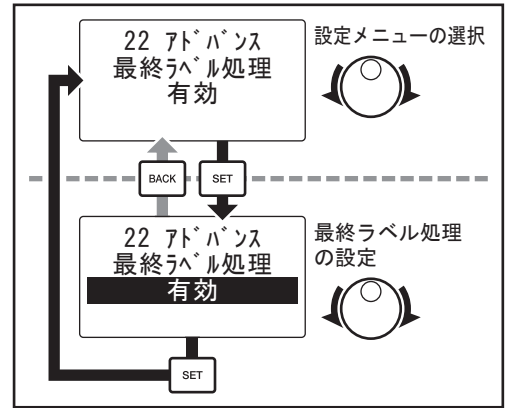 22 ｱﾄﾞﾊﾞﾝｽ
最終ﾗﾍﾞﾙ処理
有効
設定メニューの選択
BACK
SET
22 ｱﾄﾞﾊﾞﾝｽ
最終ﾗﾍﾞﾙ処理
有効
最終ラベル処理
の設定
SET